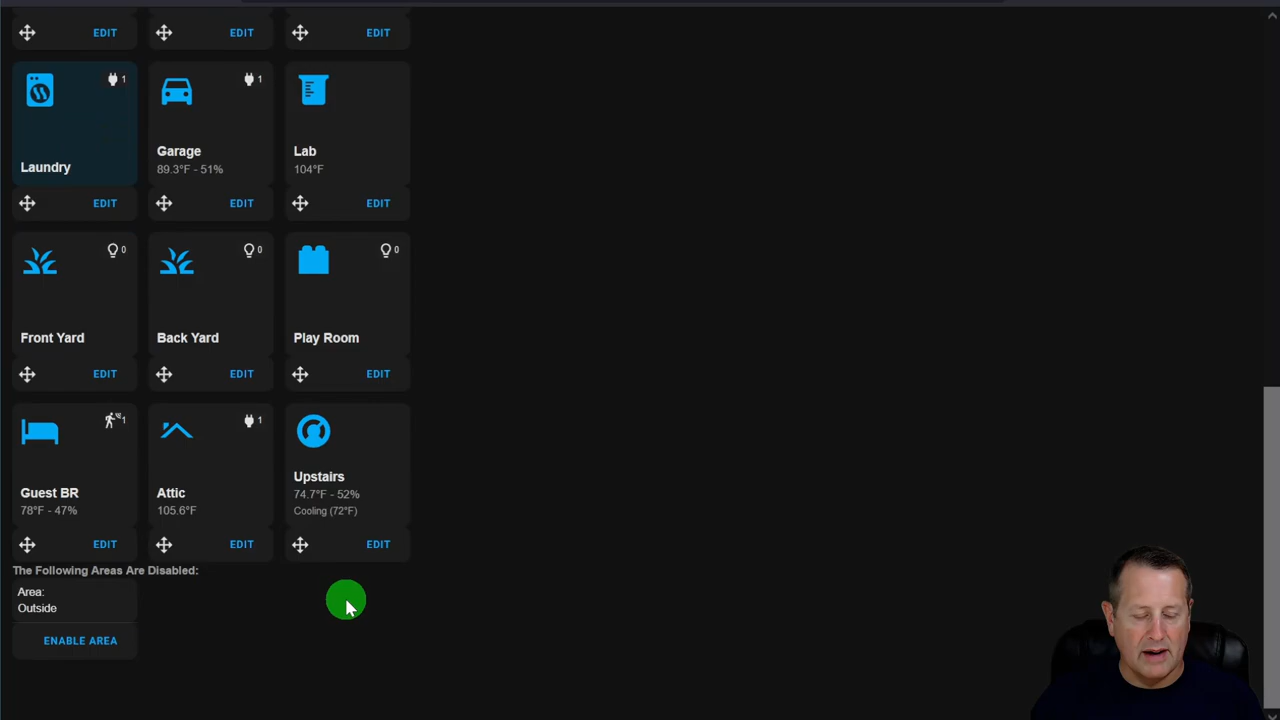 EDIT EDIT EDIT
1 1
Laundry Garage Lab
89.3°F - 51% 104°F
EDIT EDIT EDIT
0 0 0
Front Yard Back Yard Play Room
EDIT EDIT EDIT
1 1
Upstairs
Guest BR Attic 74.7°F - 52%
78°F - 47% 105.6°F Cooling (72°F)
EDIT EDIT EDIT
The Following Areas Are Disabled:
Area:
Outside
ENABLE AREA